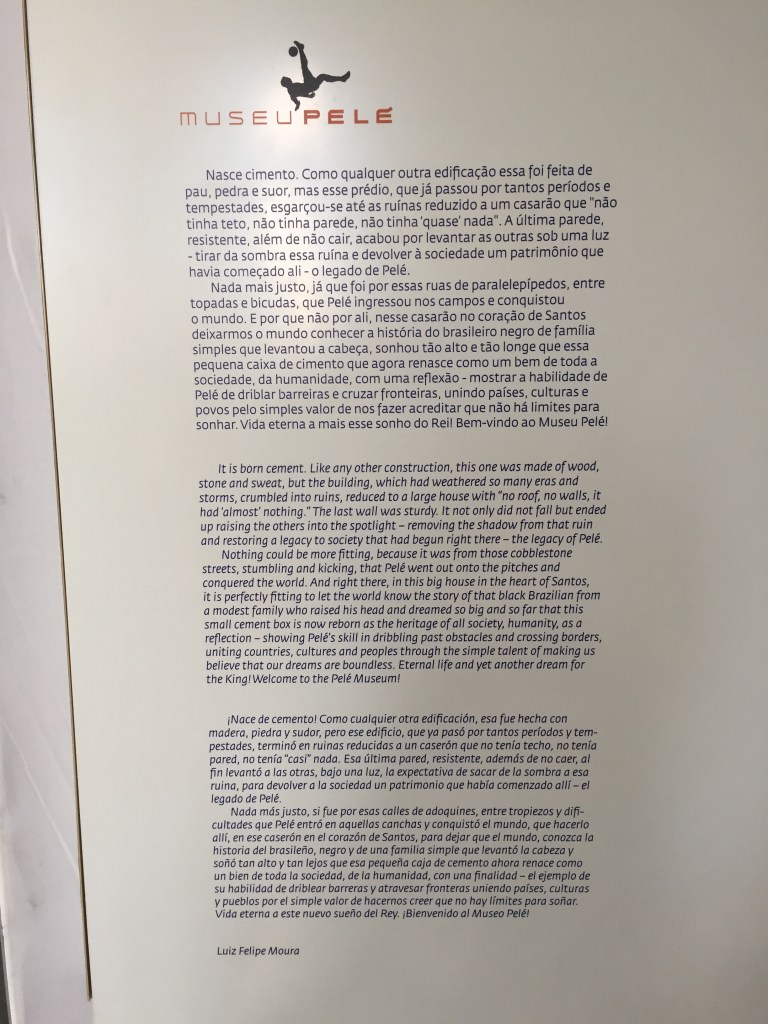 MUSEUPELÉ
Nasce cimento. Como qualquer outra edificação essa foi feita de
pau, pedra e suor, mas esse prédio, que já passou por tantos períodos e
tempestades, esgarçou-se até as ruínas reduzido a um casarão que "não
tinha teto, não tinha parede, não tinha 'quase' nada". A última parede,
resistente, além de não cair, acabou por levantar as outras sob uma luz
- tirar da sombra essa ruína e devolver à sociedade um patrimônio que
havia começado ali - o legado de Pelé.
Nada mais justo, já que foi por essas ruas de paralelepípedos, entre
topadas e bicudas, que Pelé ingressou nos campos e conquistou
o mundo. E por que não por ali, nesse casarão no coração de Santos
deixarmos o mundo conhecer a história do brasileiro negro de família
simples que levantou a cabeça, sonhou tão alto e tão longe que essa
pequena caixa de cimento que agora renasce como um bem de toda a
sociedade, da humanidade, com uma reflexão - mostrar a habilidade de
Pelé de driblar barreiras e cruzar fronteiras, unindo países, culturas e
povos pelo simples valor de nos fazer acreditar que não há limites para
sonhar. Vida eterna a mais esse sonho do Rei! Bem-vindo ao Museu Pelé!
It is born cement. Like any other construction, this one was made of wood,
stone and sweat, but the building, which had weathered so many eras and
storms, crumbled into ruins, reduced to a large house with "no roof, no walls, it
had 'almost' nothing." The last wall was sturdy. It not only did not fall but ended
up raising the others into the spotlight – removing the shadow from that ruin
and restoring a legacy to society that had begun right there – the legacy of Pelé.
Nothing could be more fitting, because it was from those cobblestone
streets, stumbling and kicking, that Pelé went out onto the pitches and
conquered the world. And right there, in this big house in the heart of Santos,
it is perfectly fitting to let the world know the story of that black Brazilian from
a modest family who raised his head and dreamed so big and so far that this
small cement box is now reborn as the heritage of all society, humanity, as a
reflection – showing Pelé's skill in dribbling past obstacles and crossing borders,
uniting countries, cultures and peoples through the simple talent of making us
believe that our dreams are boundless. Eternal life and yet another dream for
the King! Welcome to the Pelé Museum!
¡Nace de cemento! Como cualquier otra edificación, esa fue hecha con
madera, piedra y sudor, pero ese edificio, que ya pasó por tantos períodos y tem-
pestades, terminó en ruinas reducidas a un caserón que no tenía techo, no tenía
pared, no tenía "casi" nada. Esa última pared, resistente, además de no caer, al
fin levantó a las otras, bajo una luz, la expectativa de sacar de la sombra a esa
ruina, para devolver a la sociedad un patrimonio que había comenzado allí – el
legado de Pelé.
Nada más justo, si fue por esas calles de adoquines, entre tropiezos y difi-
cultades que Pelé entró en aquellas canchas y conquistó el mundo, que hacerlo
allí, en ese caserón en el corazón de Santos, para dejar que el mundo, conozca la
historia del brasileño, negro y de una familia simple que levantó la cabeza y
soñó tan alto y tan lejos que esa pequeña caja de cemento ahora renace como
un bien de toda la sociedad, de la humanidad, con una finalidad – el ejemplo de
su habilidad de driblear barreras y atravesar fronteras uniendo países, culturas
y pueblos por el simple valor de hacernos creer que no hay límites para soñar.
Vida eterna a este nuevo sueño del Rey. ¡Bienvenido al Museo Pelé!
Luiz Felipe Moura